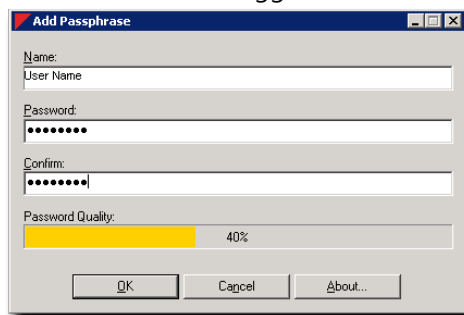 Add Passphrase
Name:
User Name
Password:
••••••••
Confirm:
••••••••
Password Quality:
40%
OK Cancel About...